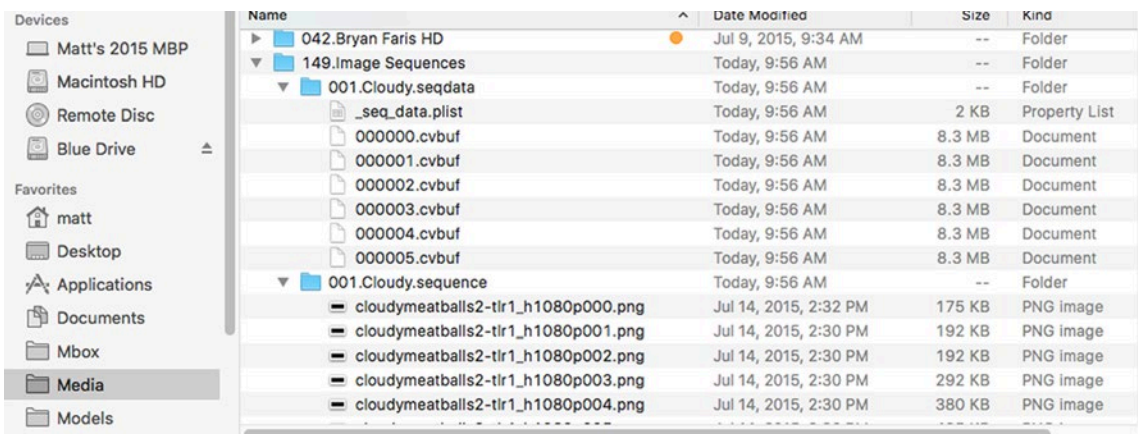 Devices
Matt's 2015 MBP
Macintosh HD
Remote Disc
Blue Drive
Favorites
matt
Desktop
Applications
Documents
Mbox
Media
Models
Name Date Modified Size Kind
042.Bryan Faris HD Jul 9, 2015, 9:34 AM -- Folder
149.Image Sequences Today, 9:56 AM -- Folder
001.Cloudy.seqdata Today, 9:56 AM -- Folder
_seq_data.plist Today, 9:56 AM 2 KB Property List
000000.cvbuf Today, 9:56 AM 8.3 MB Document
000001.cvbuf Today, 9:56 AM 8.3 MB Document
000002.cvbuf Today, 9:56 AM 8.3 MB Document
000003.cvbuf Today, 9:56 AM 8.3 MB Document
000004.cvbuf Today, 9:56 AM 8.3 MB Document
000005.cvbuf Today, 9:56 AM 8.3 MB Document
001.Cloudy.sequence Today, 9:56 AM -- Folder
cloudymeatballs2-tlr1_h1080p000.png Jul 14, 2015, 2:32 PM 175 KB PNG image
cloudymeatballs2-tlr1_h1080p001.png Jul 14, 2015, 2:30 PM 192 KB PNG image
cloudymeatballs2-tlr1_h1080p002.png Jul 14, 2015, 2:30 PM 192 KB PNG image
cloudymeatballs2-tlr1_h1080p003.png Jul 14, 2015, 2:30 PM 292 KB PNG image
cloudymeatballs2-tlr1_h1080p004.png Jul 14, 2015, 2:30 PM 380 KB PNG image